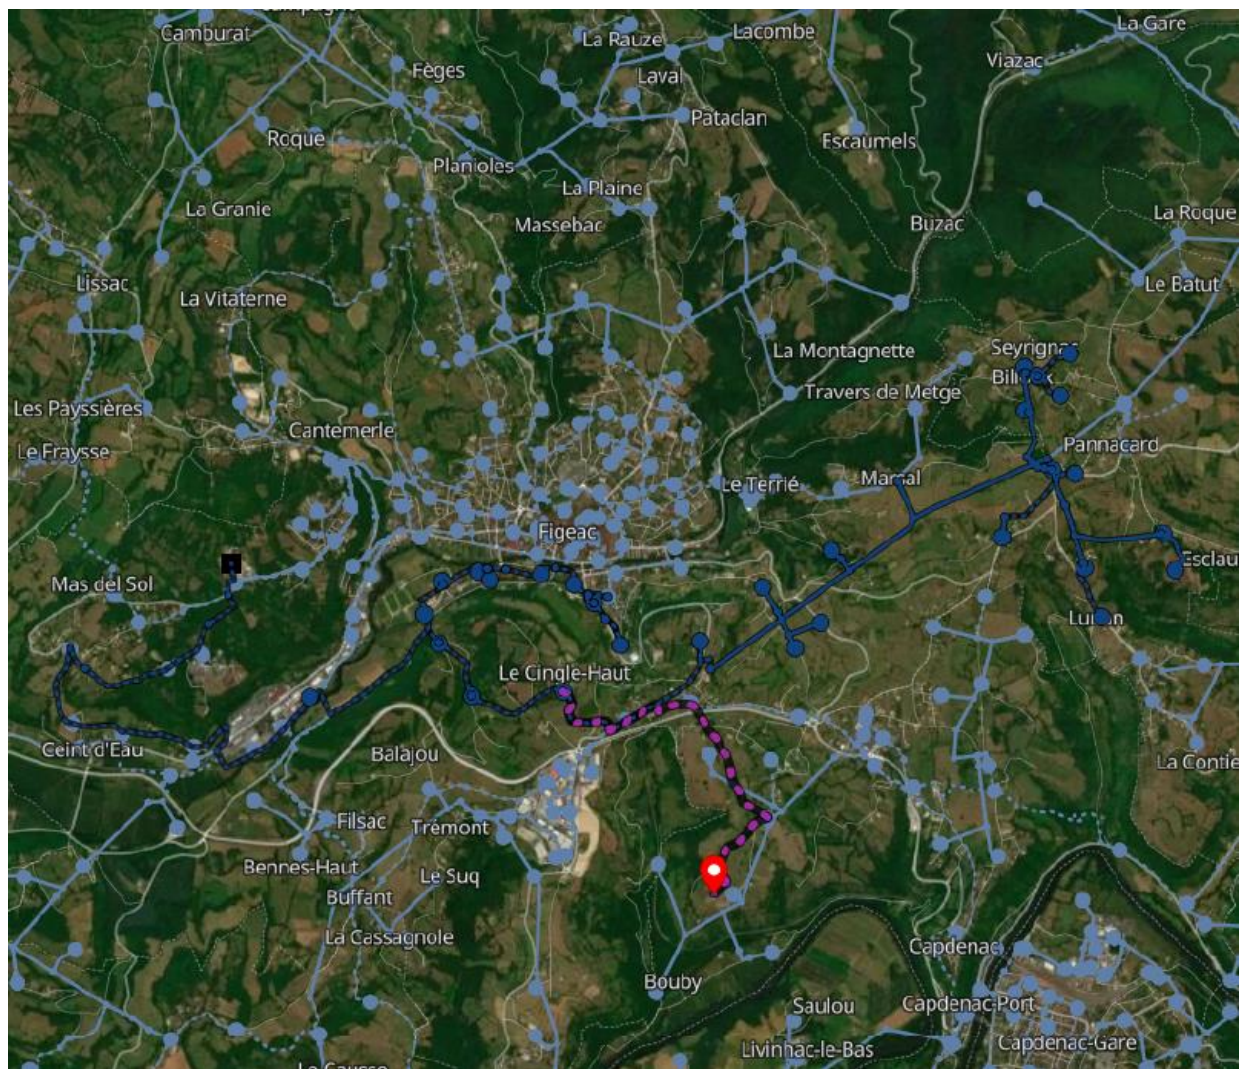 Camburat
La Rauze
Lacombe
La Gare
Viazac
Fèges
Laval
Pataclan
Escaumels
Roque
Planioles
La Plaine
La Granie
Massebac
Buzac
La Roque
Lissac
La Vitaterne
Le Batut
La Montagnette
Les Payssières
Travers de Metge
Cantemerle
Pannacard
Le Fraysse
Le Terrié
Figeac
Mas del Sol
Le Cingle-Haut
Ceint d'Eau
Balajou
La Contie
Filsac
Trémont
Bennes-Haut
Le Suq
Buffant
La Cassagnole
Capdenac
Bouby
Saulou
Capdenac-Port
Livinhac-le-Bas
Capdenac-Gare